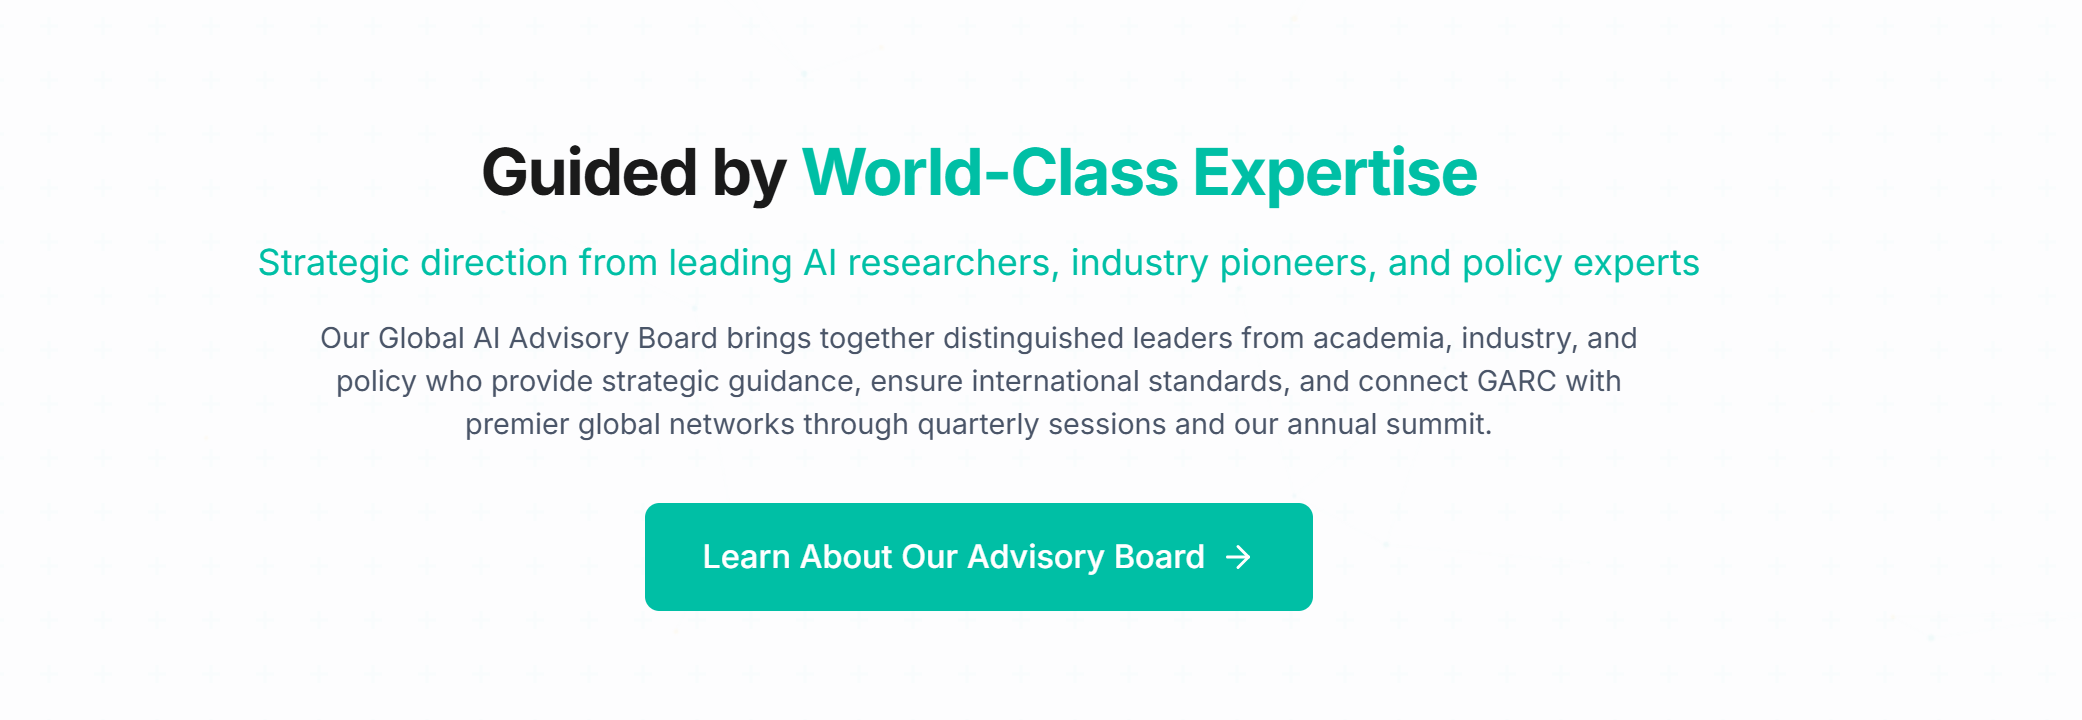 Guided by World-Class Expertise
Strategic direction from leading AI researchers, industry pioneers, and policy experts
Our Global AI Advisory Board brings together distinguished leaders from academia, industry, and
policy who provide strategic guidance, ensure international standards, and connect GARC with
premier global networks through quarterly sessions and our annual summit.
Learn About Our Advisory Board →